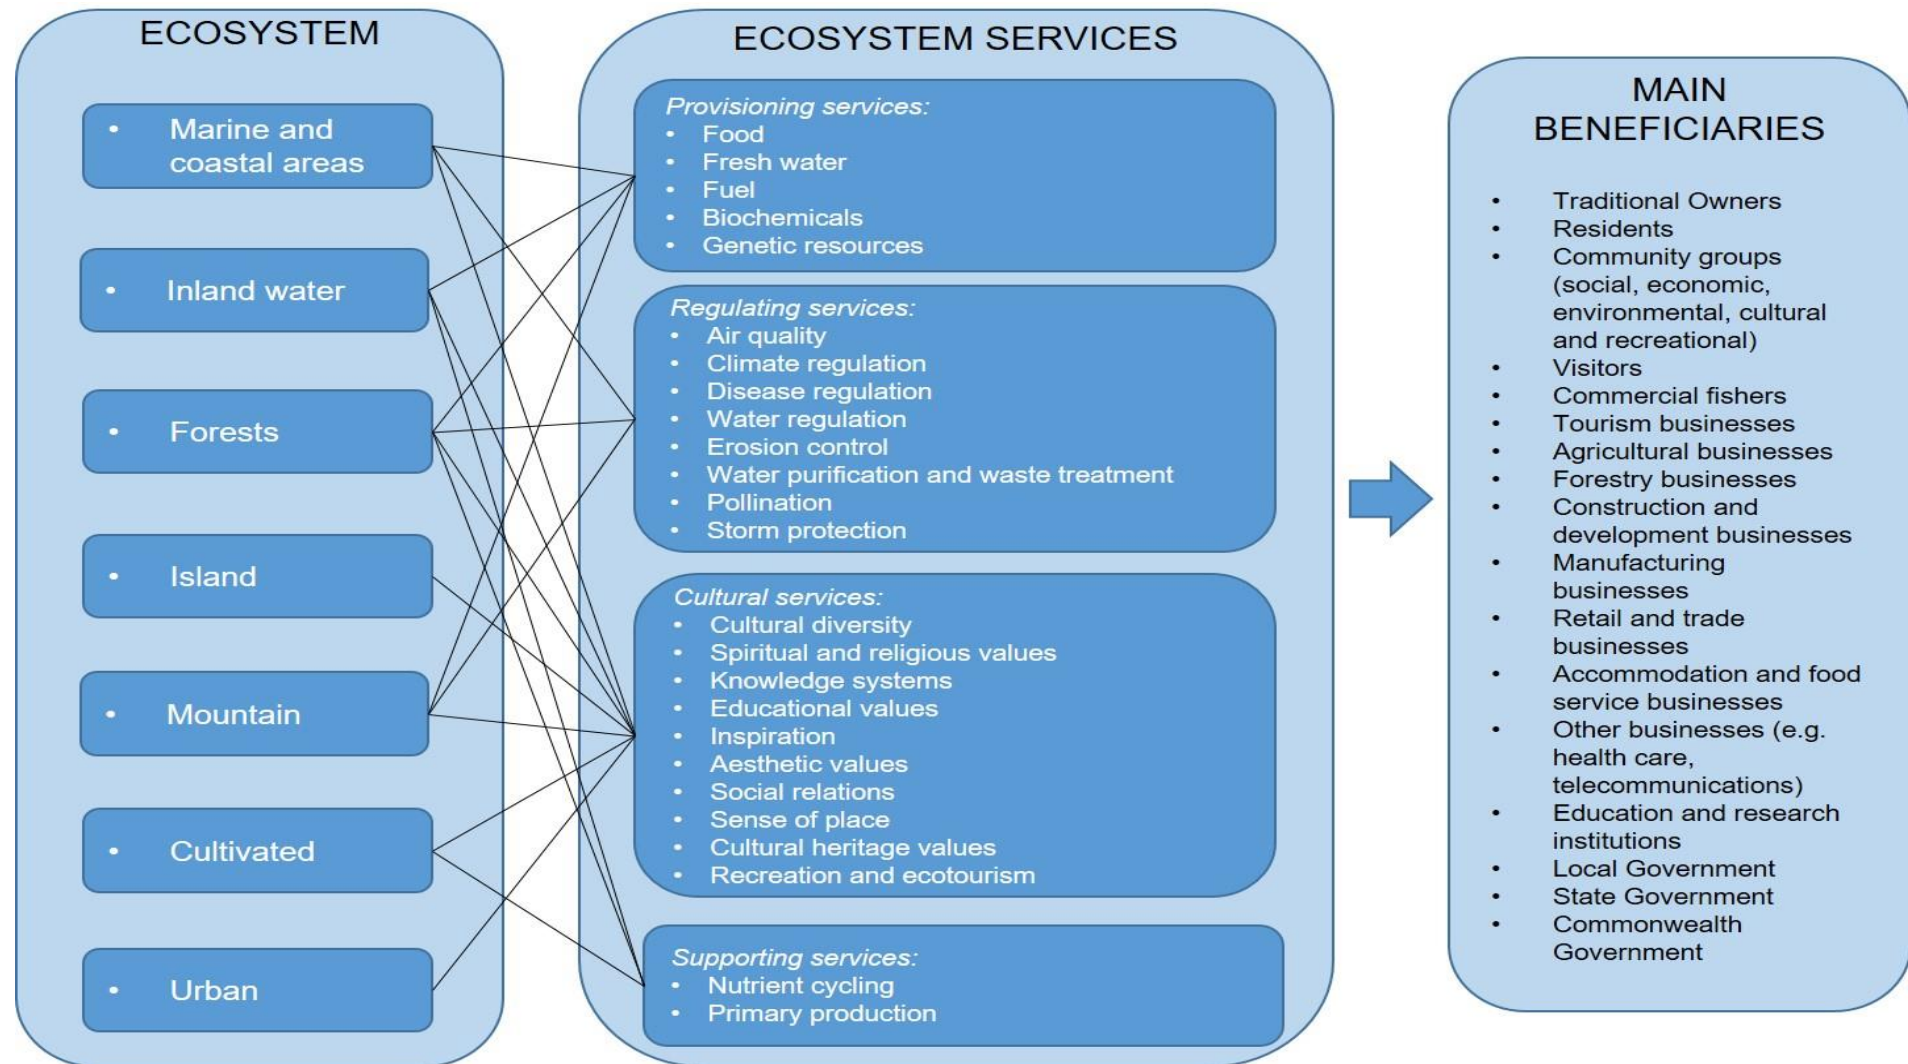 ECOSYSTEM
• Marine and
coastal areas
• Inland water
• Forests
• Island
• Mountain
• Cultivated
• Urban
ECOSYSTEM SERVICES
Provisioning services:
• Food
• Fresh water
• Fuel
• Biochemicals
• Genetic resources
Regulating services:
• Air quality
• Climate regulation
• Disease regulation
• Water regulation
• Erosion control
• Water purification and waste treatment
• Pollination
• Storm protection
Cultural services:
• Cultural diversity
• Spiritual and religious values
• Knowledge systems
• Educational values
• Inspiration
• Aesthetic values
• Social relations
• Sense of place
• Cultural heritage values
• Recreation and ecotourism
Supporting services:
• Nutrient cycling
• Primary production
MAIN
BENEFICIARIES
• Traditional Owners
• Residents
• Community groups
(social, economic,
environmental, cultural
and recreational)
• Visitors
• Commercial fishers
• Tourism businesses
• Agricultural businesses
• Forestry businesses
• Construction and
development businesses
• Manufacturing
businesses
• Retail and trade
businesses
• Accommodation and food
service businesses
• Other businesses (e.g.
health care,
telecommunications)
• Education and research
institutions
• Local Government
• State Government
• Commonwealth
Government